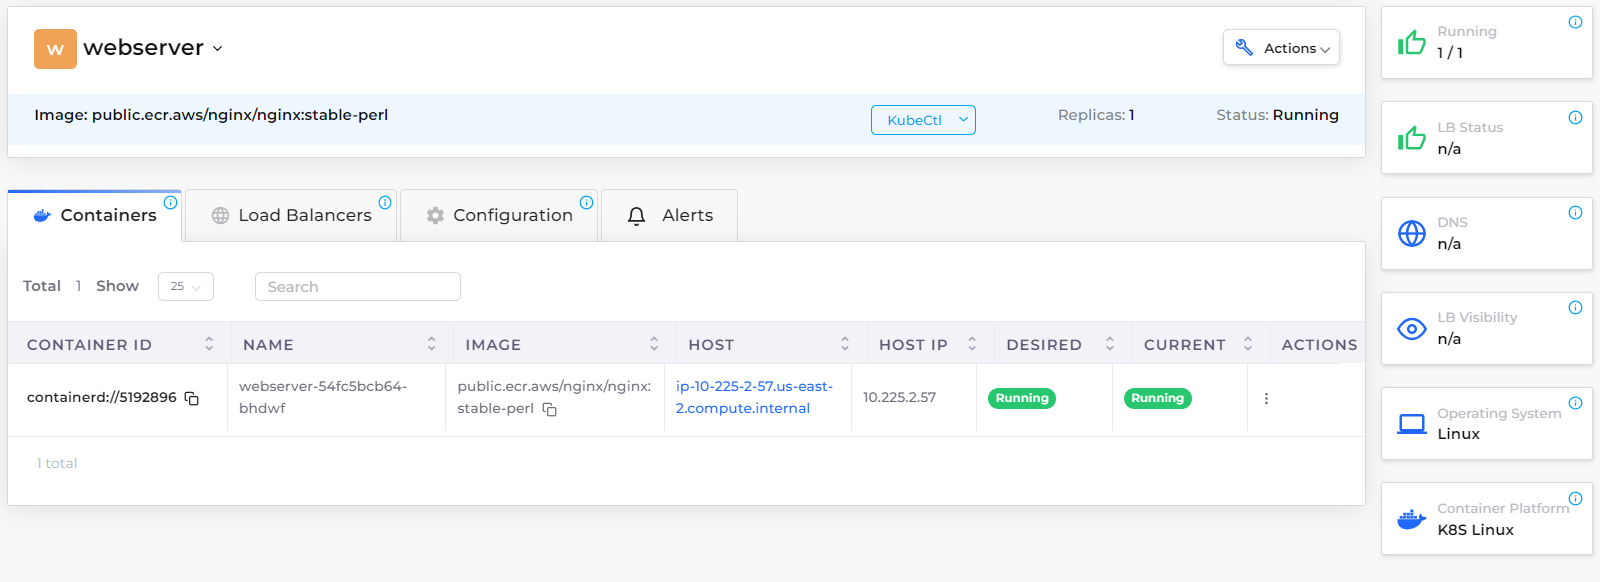 W webserver
Actions
Image: public.ecr.aws/nginx/nginx:stable-perl
KubeCtl
Replicas: 1
Status: Running
Containers
Load Balancers
Configuration
Alerts
Total 1 Show 25
Search
CONTAINER ID NAME IMAGE HOST HOST IP DESIRED CURRENT ACTIONS
containerd://5192896
webserver-54fc5bcb64-
bhdwf
public.ecr.aws/nginx/nginx:
stable-perl
ip-10-225-2-57.us-east-
2.compute.internal
10.225.2.57
Running
Running
1 total
Running
1 / 1
LB Status
n/a
DNS
n/a
LB Visibility
n/a
Operating System
Linux
Container Platform
K8S Linux